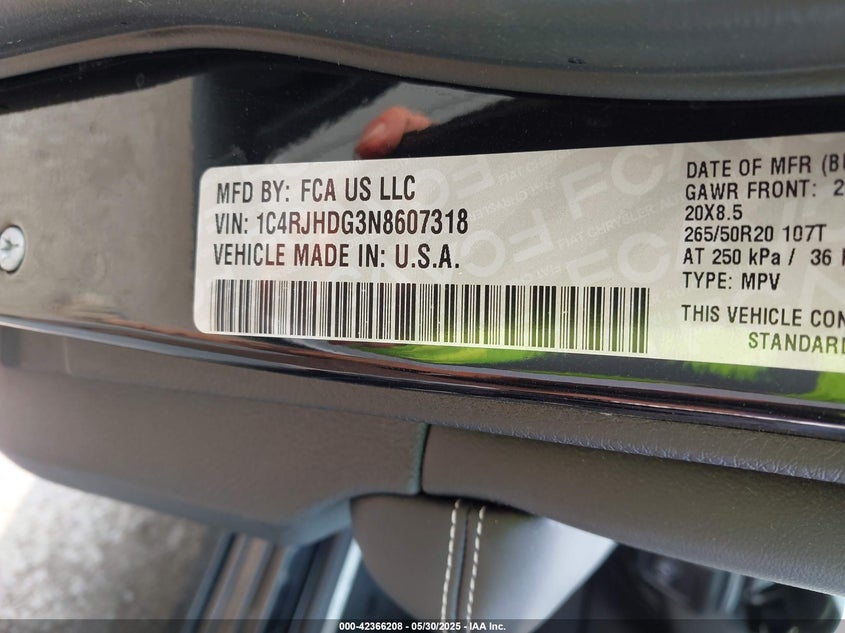 MFD BY: FCA US LLC
VIN: 1C4RJHDG3N8607318
VEHICLE MADE IN: U.S.A.
DATE OF MFR
GAWR FRONT:
20X8.5
265/50R20 107T
AT 250 kPa / 36
TYPE: MPV
THIS VEHICLE
000-42366208 - 05/30/2025 - IAA Inc.